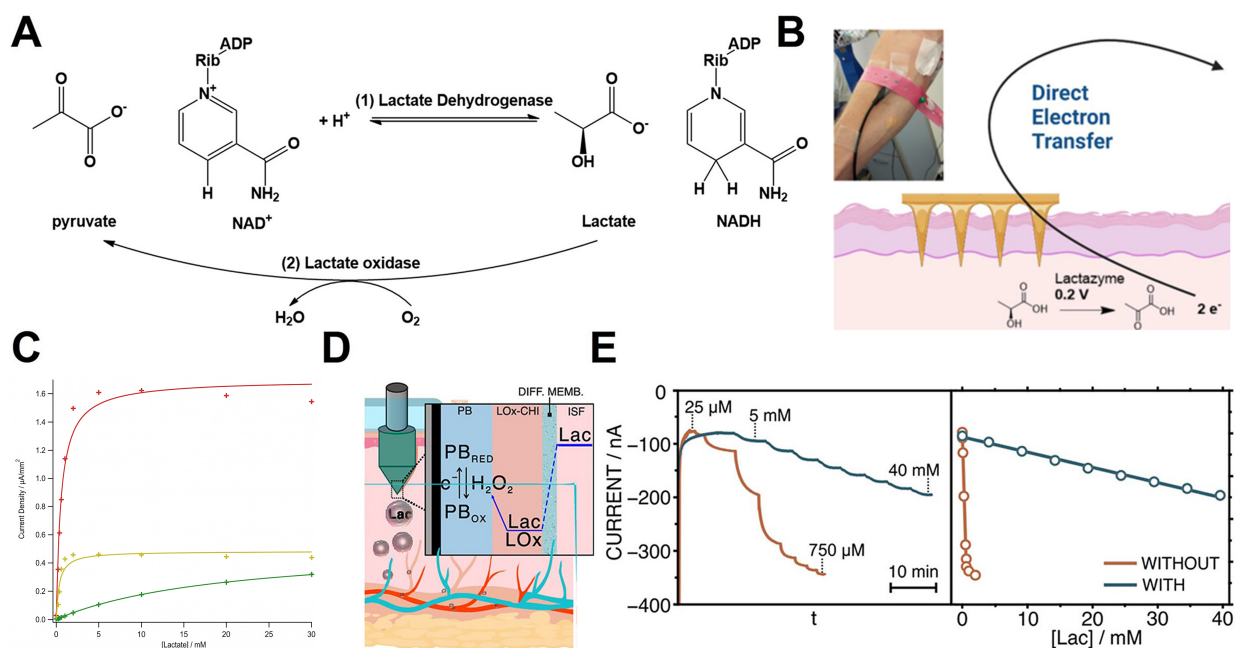 A
ADP
Rib
N+
O
O-
O
+ H+
(1) Lactate Dehydrogenase
O
O-
OH
ADP
Rib
N
O
NH2
H
O
NH2
H H
pyruvate
NAD+
Lactate
NADH
(2) Lactate oxidase
H2O
O2
B
Direct
Electron
Transfer
Lactazyme
0.2 V
O
OH
OH
O
OH
O
2 e-
C
Current Density / µA/mm2
1.6
1.4
1.2
1.0
0.8
0.6
0.4
0.2
0.0
0 5 10 15 20 25 30
[Lactate] / mM
D
DIFF. MEMB.
PB
LOx-CHI
ISF
Lac
PBRED
e-
H2O2
PBOX
Lac
LOx
Lac
E
CURRENT / nA
0
−100
−200
−300
−400
25 µM
5 mM
40 mM
750 µM
10 min
t
WITHOUT
WITH
0 10 20 30 40
[Lac] / mM